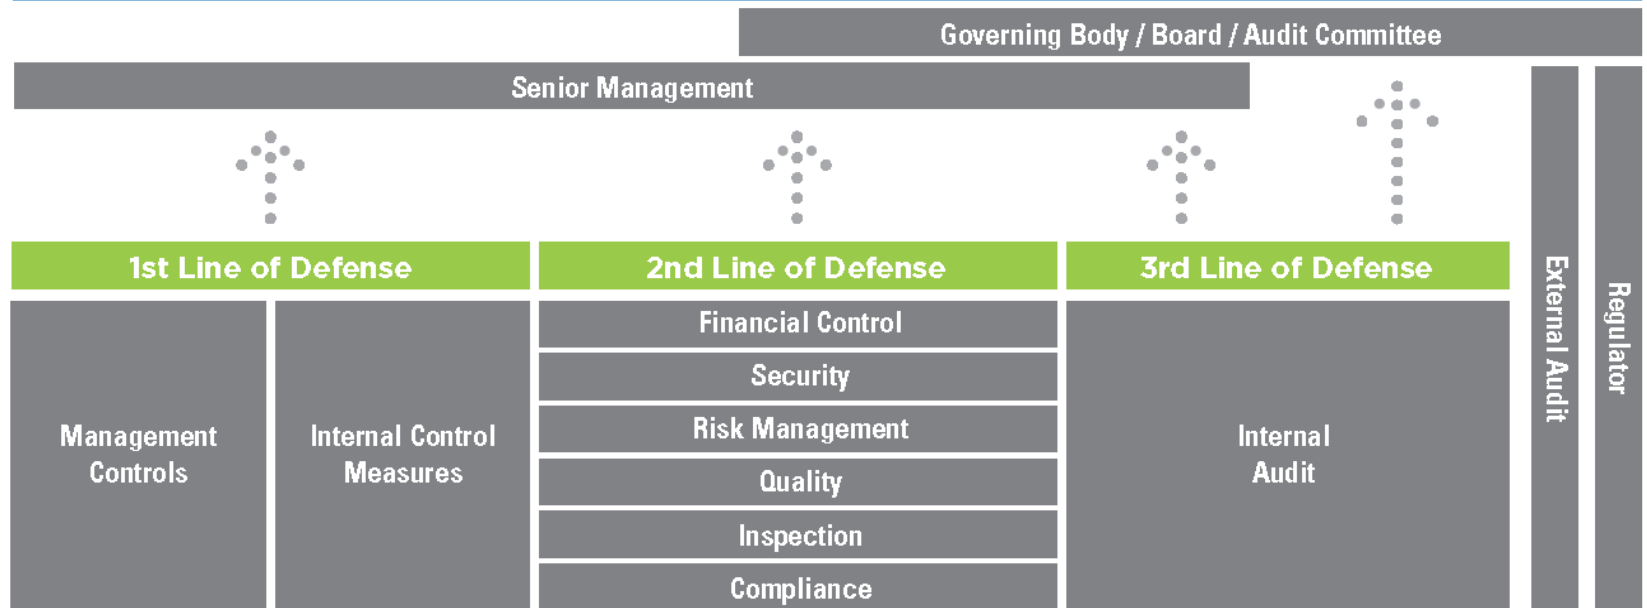 Governing Body / Board / Audit Committee
Senior Management
1st Line of Defense
2nd Line of Defense
3rd Line of Defense
Management
Controls
Internal Control
Measures
Financial Control
Security
Risk Management
Quality
Inspection
Compliance
Internal
Audit
External Audit
Regulator